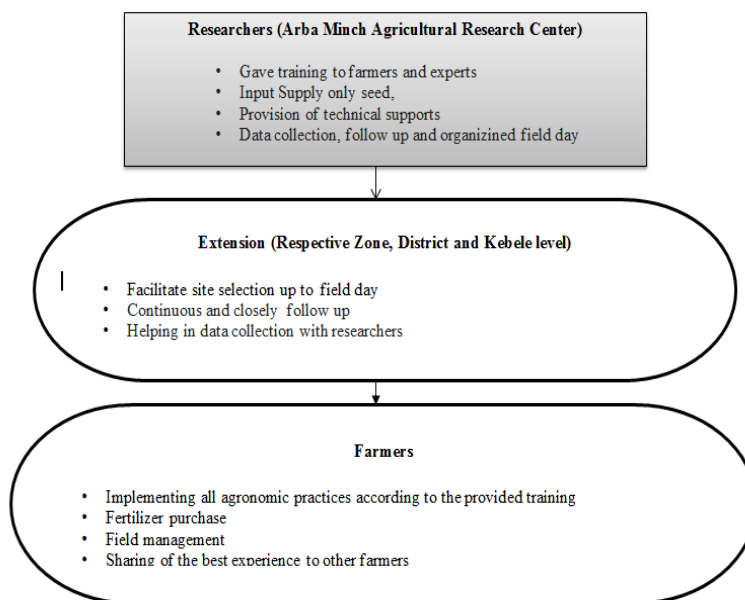 Researchers (Arba Minch Agricultural Research Center)
• Gave training to farmers and experts
• Input Supply only seed,
• Provision of technical supports
• Data collection, follow up and organizined field day
Extension (Respective Zone, District and Kebele level)
• Facilitate site selection up to field day
• Continuous and closely follow up
• Helping in data collection with researchers
Farmers
• Implementing all agronomic practices according to the provided training
• Fertilizer purchase
• Field management
• Sharing of the best experience to other farmers